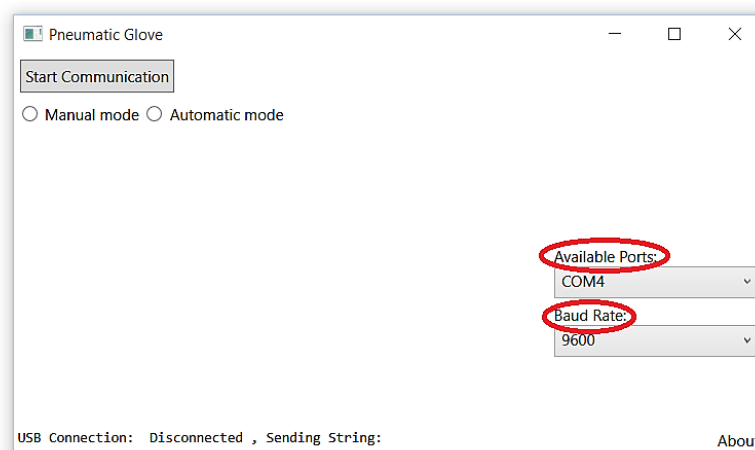 Pneumatic Glove
Start Communication
Manual mode Automatic mode
Available Ports:
COM4
Baud Rate:
9600
USB Connection: Disconnected , Sending String:
Abou